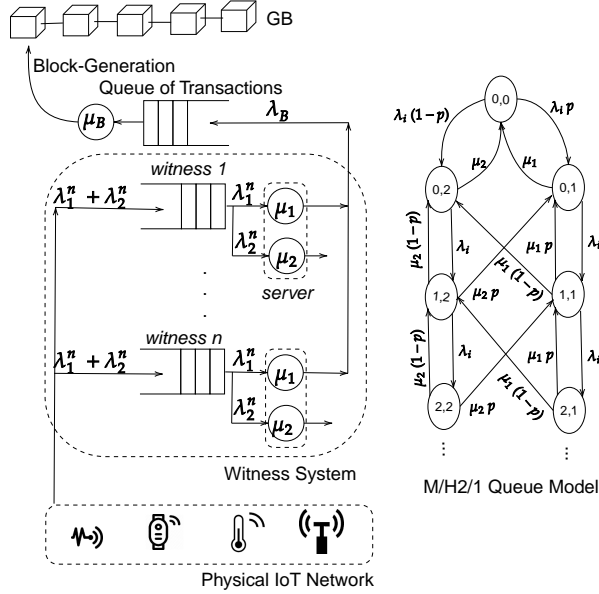 GB
Block-Generation
Queue of Transactions
μ_B
λ_B
witness 1
λ₁ⁿ + λ₂ⁿ
λ₁ⁿ
μ₁
λ₂ⁿ
μ₂
server
witness n
λ₁ⁿ + λ₂ⁿ
λ₁ⁿ
μ₁
λ₂ⁿ
μ₂
Witness System
Physical IoT Network
0,0
λᵢ (1-p)
λᵢ p
μ₂
μ₁
0,2
0,1
μ₂ (1-p)
λᵢ
μ₁ (1-p)
μ₁ p
λᵢ
1,2
μ₂ p
1,1
μ₂ (1-p)
λᵢ
μ₁ p
λᵢ
μ₁ (1-p)
2,2
μ₂ p
2,1
M/H2/1 Queue Model